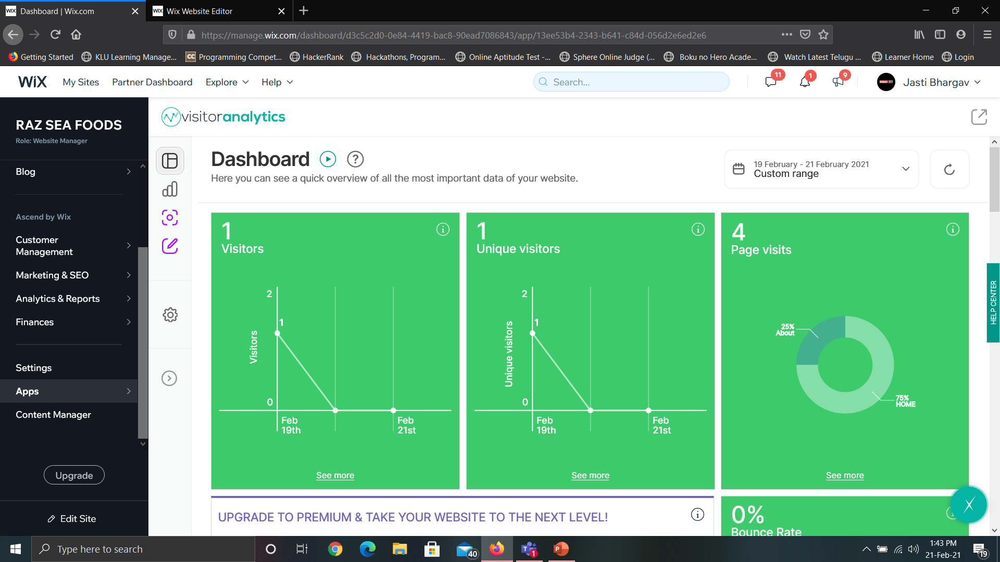 Dashboard | Wix.com
Wix Website Editor
https://manage.wix.com/dashboard/d3c5c2d0-0e84-4419-bac8-90ead7086843/app/13ee53b4-2343-b641-c84d-056d2e6ed2e6
Getting Started
KLU Learning Manage...
CC Programming Compet...
HackerRank
Hackathons, Program...
Online Aptitude Test -...
Sphere Online Judge (...
Boku no Hero Acade...
Watch Latest Telugu ...
Learner Home
Login
WiX
My Sites
Partner Dashboard
Explore
Help
Search...
11
1
9
Jasti Bhargav
RAZ SEA FOODS
Role: Website Manager
Blog
Ascend by Wix
Customer
Management
Marketing & SEO
Analytics & Reports
Finances
Settings
Apps
Content Manager
Upgrade
Edit Site
visitoranalytics
Dashboard
Here you can see a quick overview of all the most important data of your website.
19 February - 21 February 2021
Custom range
1
Visitors
2
1
Visitors
0
Feb
19th
Feb
21st
See more
1
Unique visitors
2
1
Unique visitors
0
Feb
19th
Feb
21st
See more
4
Page visits
25%
About
75%
HOME
See more
HELP CENTER
UPGRADE TO PREMIUM & TAKE YOUR WEBSITE TO THE NEXT LEVEL!
0%
Bounce Rate
Type here to search
40
1
1:43 PM
21-Feb-21
19